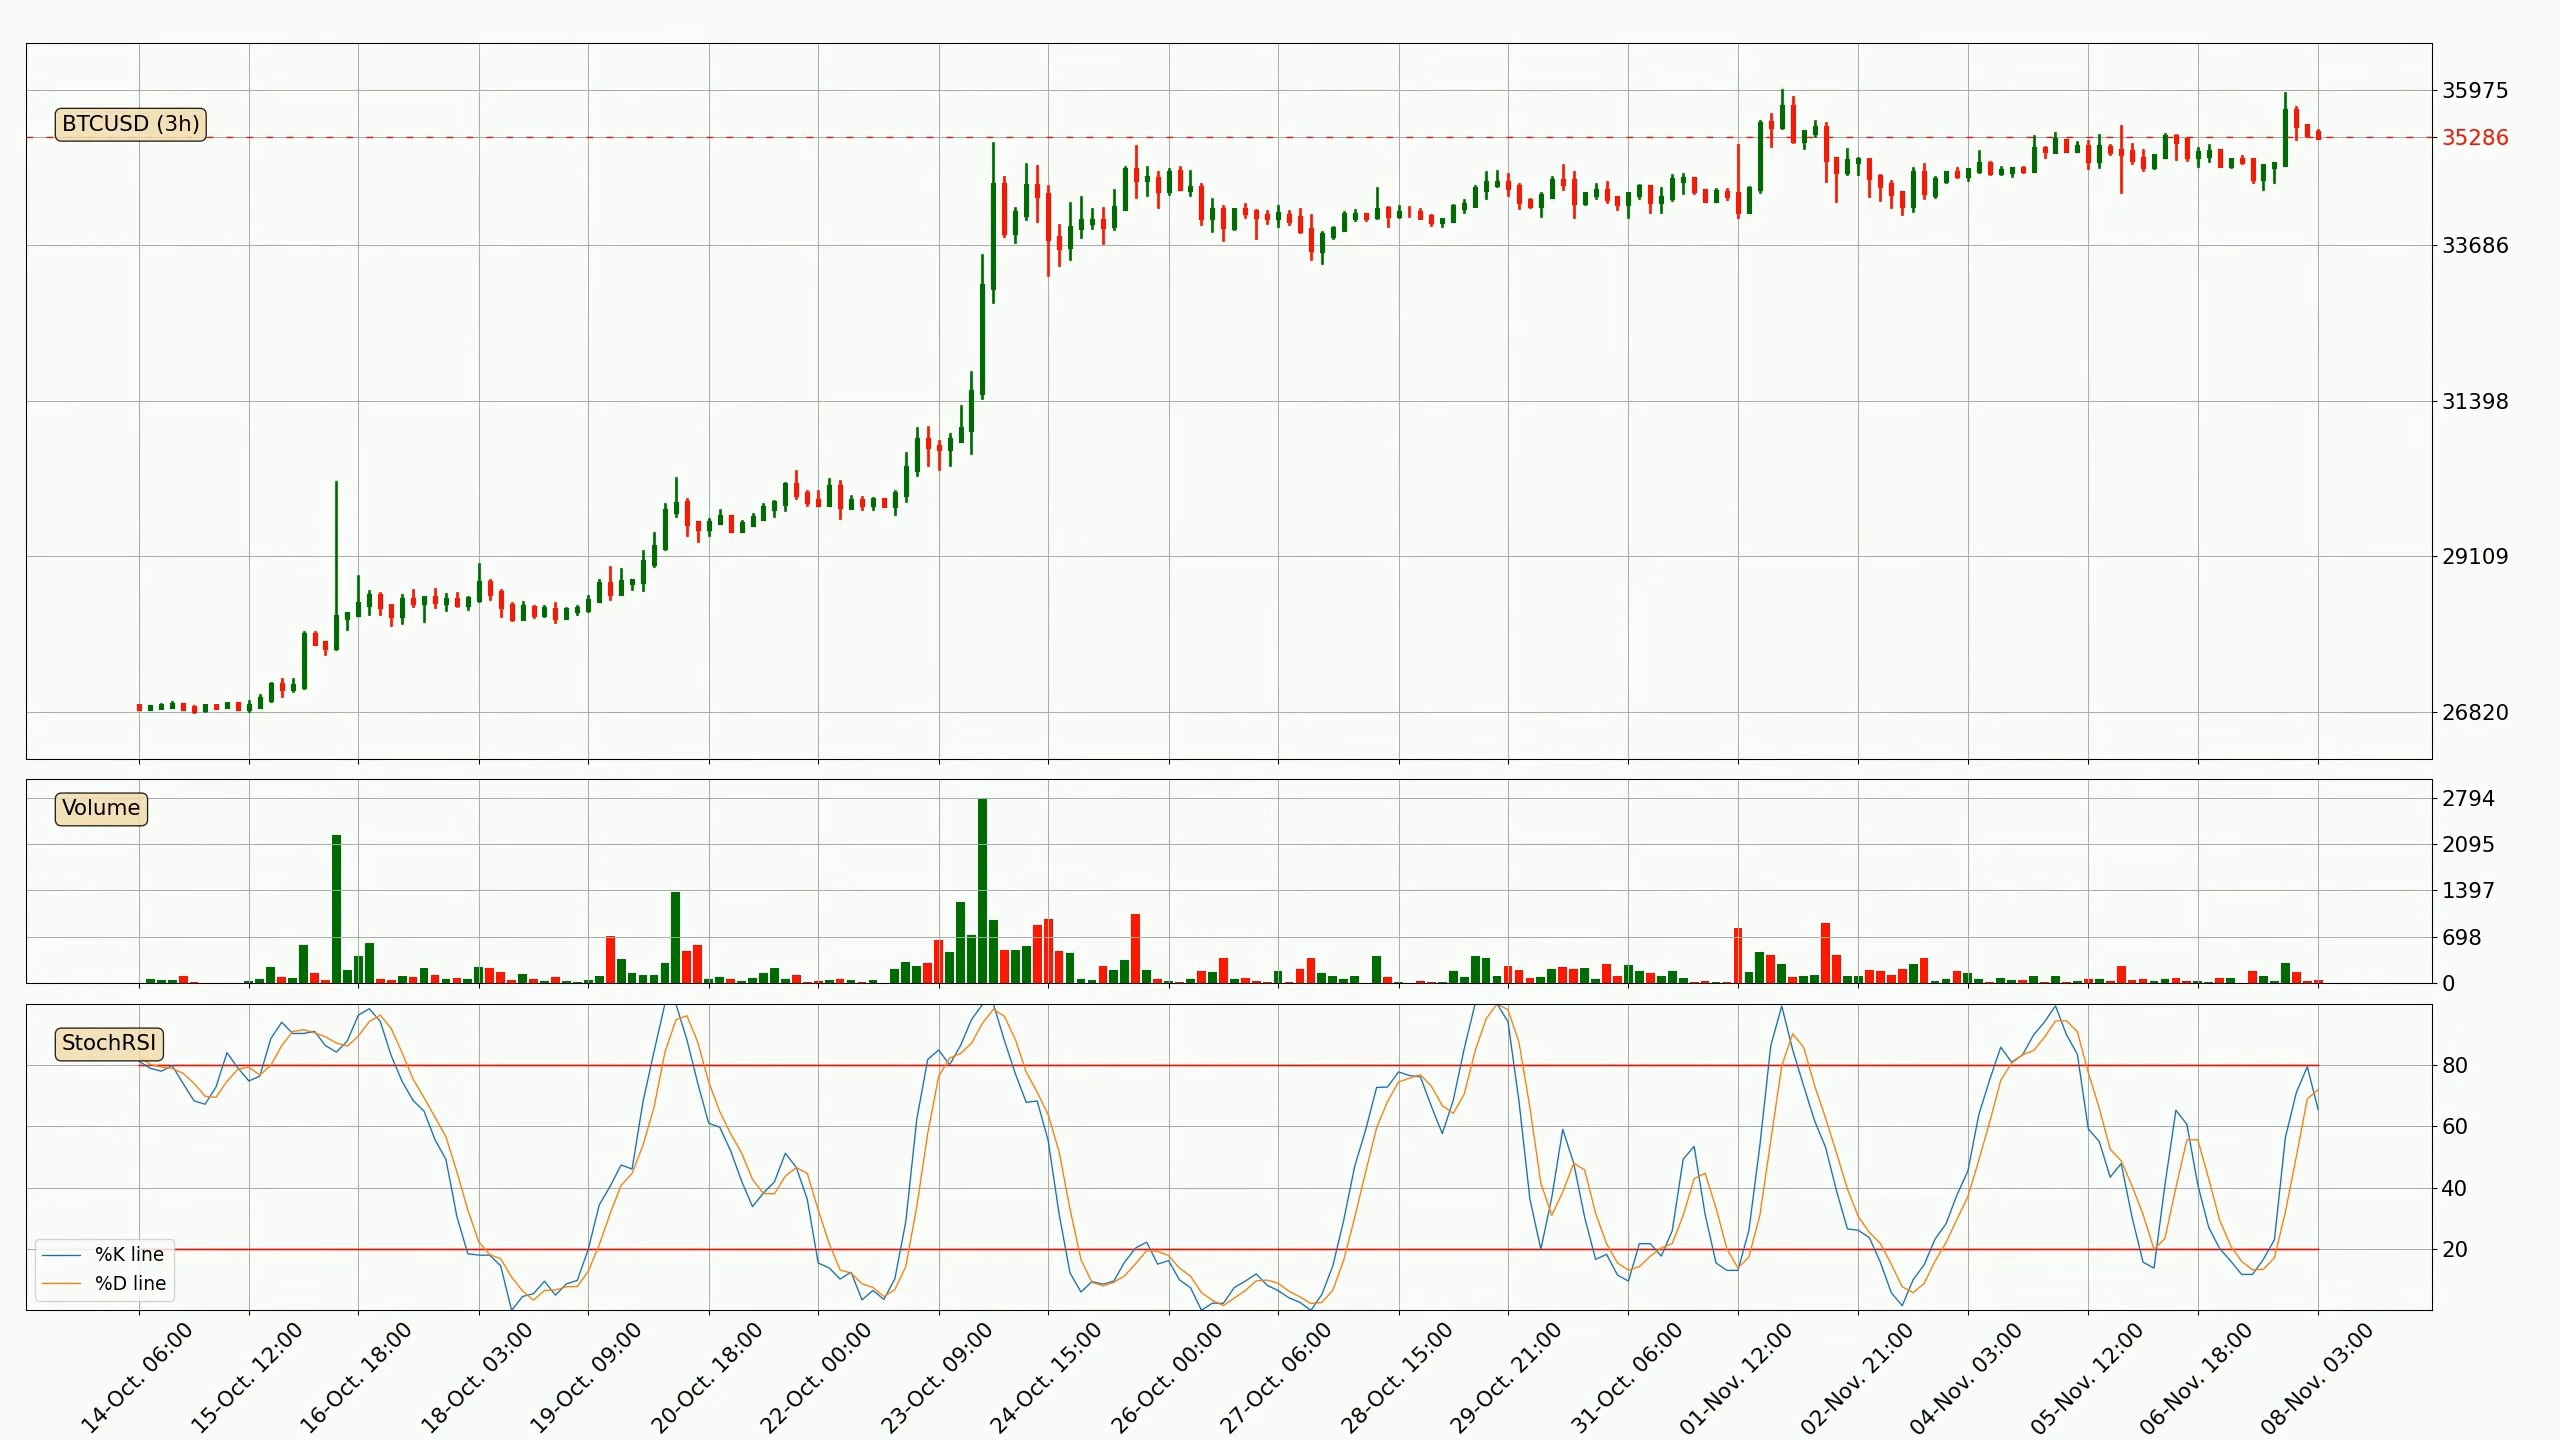 BTCUSD (3h)
35975
35286
33686
31398
29109
26820
Volume
2794
2095
1397
698
0
StochRSI
80
60
40
20
%K line
%D line
14-Oct. 06:00
15-Oct. 12:00
16-Oct. 18:00
18-Oct. 03:00
19-Oct. 09:00
20-Oct. 18:00
22-Oct. 00:00
23-Oct. 09:00
24-Oct. 15:00
26-Oct. 00:00
27-Oct. 06:00
28-Oct. 15:00
29-Oct. 21:00
31-Oct. 06:00
01-Nov. 12:00
02-Nov. 21:00
04-Nov. 03:00
05-Nov. 12:00
06-Nov. 18:00
08-Nov. 03:00